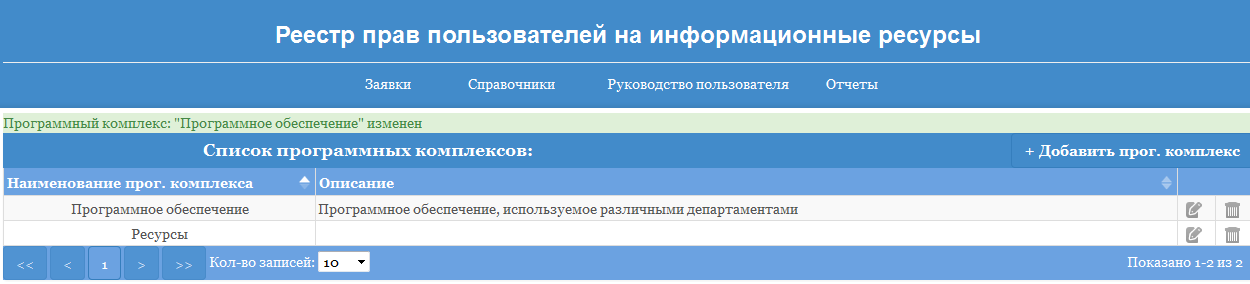 Реестр прав пользователей на информационные ресурсы
Заявки Справочники Руководство пользователя Отчеты
Программный комплекс: "Программное обеспечение" изменен
Список программных комплексов: + Добавить прог. комплекс
Наименование прог. комплекса Описание
Программное обеспечение Программное обеспечение, используемое различными департаментами
Ресурсы
<< < 1 > >> Кол-во записей: 10 Показано 1-2 из 2